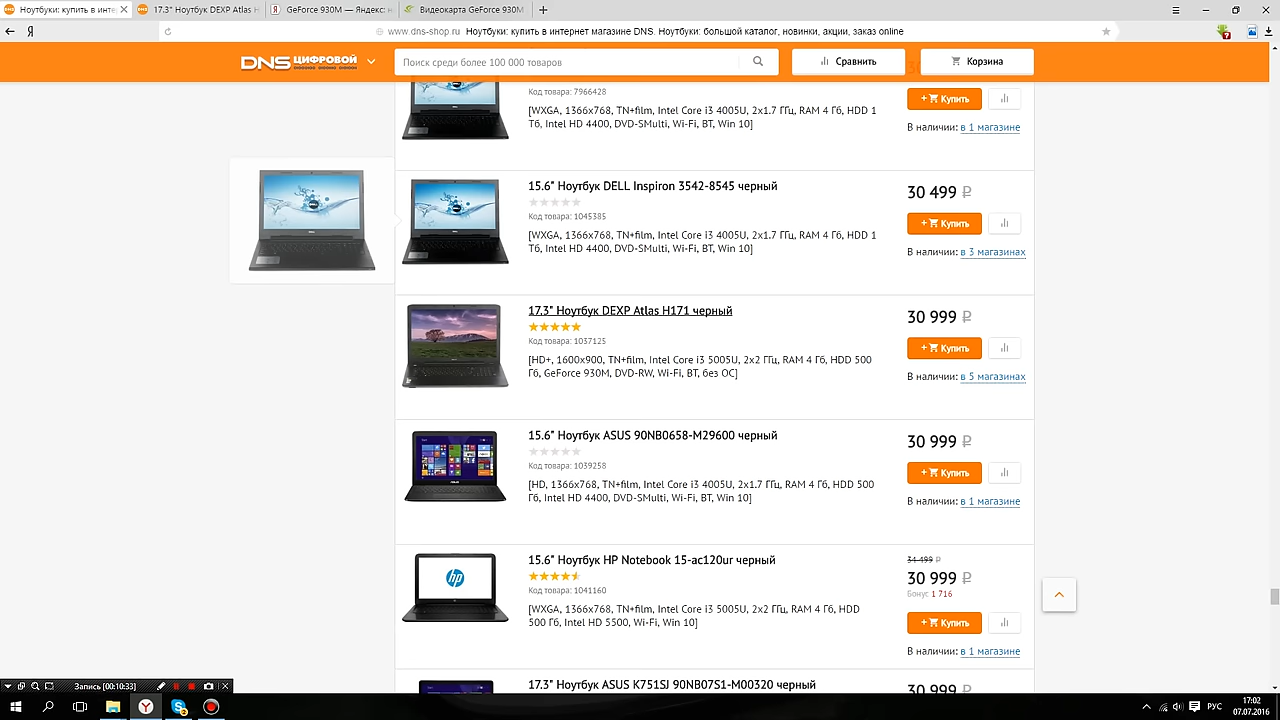 Ноутбуки: купить в инте
17.3" Ноутбук DEXP Atlas H
GeForce 930M — Яндекс: н
Видеокарта GeForce 930M
www.dns-shop.ru Ноутбуки: купить в интернет магазине DNS. Ноутбуки: большой каталог, новинки, акции, заказ online
DNS ЦИФРОВОЙ
Поиск среди более 100 000 товаров
Сравнить
Корзина
Код товара: 7966428
[WXGA, 1366x768, TN+film, Intel Core i3 4005U, 2x1.7 ГГц, RAM 4 Гб, HDD 1
Тб, Intel HD 4400, DVD-SMulti, Wi-Fi, BT, Win 10]
+ Купить
В наличии: в 1 магазине
15.6" Ноутбук DELL Inspiron 3542-8545 черный
Код товара: 1045385
[WXGA, 1366x768, TN+film, Intel Core i3 4005U, 2x1.7 ГГц, RAM 4 Гб, HDD 1
Тб, Intel HD 4400, DVD-SMulti, Wi-Fi, BT, Win 10]
30 499 ₽
+ Купить
В наличии: в 3 магазинах
17.3" Ноутбук DEXP Atlas H171 черный
Код товара: 1037125
[HD+, 1600x900, TN+film, Intel Core i3 5005U, 2x2 ГГц, RAM 4 Гб, HDD 500
Гб, GeForce 930M, DVD-RW, Wi-Fi, BT, без ОС]
30 999 ₽
+ Купить
В наличии: в 5 магазинах
15.6" Ноутбук ASUS 90NB0658-M29600 черный
Код товара: 1039258
[HD, 1366x768, TN+film, Intel Core i3 4005U, 2x1.7 ГГц, RAM 4 Гб, HDD 500
Гб, Intel HD 4400, DVD-SMulti, Wi-Fi, BT, Win 10]
30 999 ₽
+ Купить
В наличии: в 1 магазине
15.6" Ноутбук HP Notebook 15-ac120ur черный
Код товара: 1041160
[WXGA, 1366x768, TN+film, Intel Core i3 5005U, 2x2 ГГц, RAM 4 Гб, HDD
500 Гб, Intel HD 5500, Wi-Fi, Win 10]
34 499 ₽
30 999 ₽
Бонус 1 716
+ Купить
В наличии: в 1 магазине
17.3" Ноутбук ASUS K751SJ 90NB07S1-M00320 черный
30 999 ₽
Запись [00:10:33]
РУС
17:02
07.07.2016